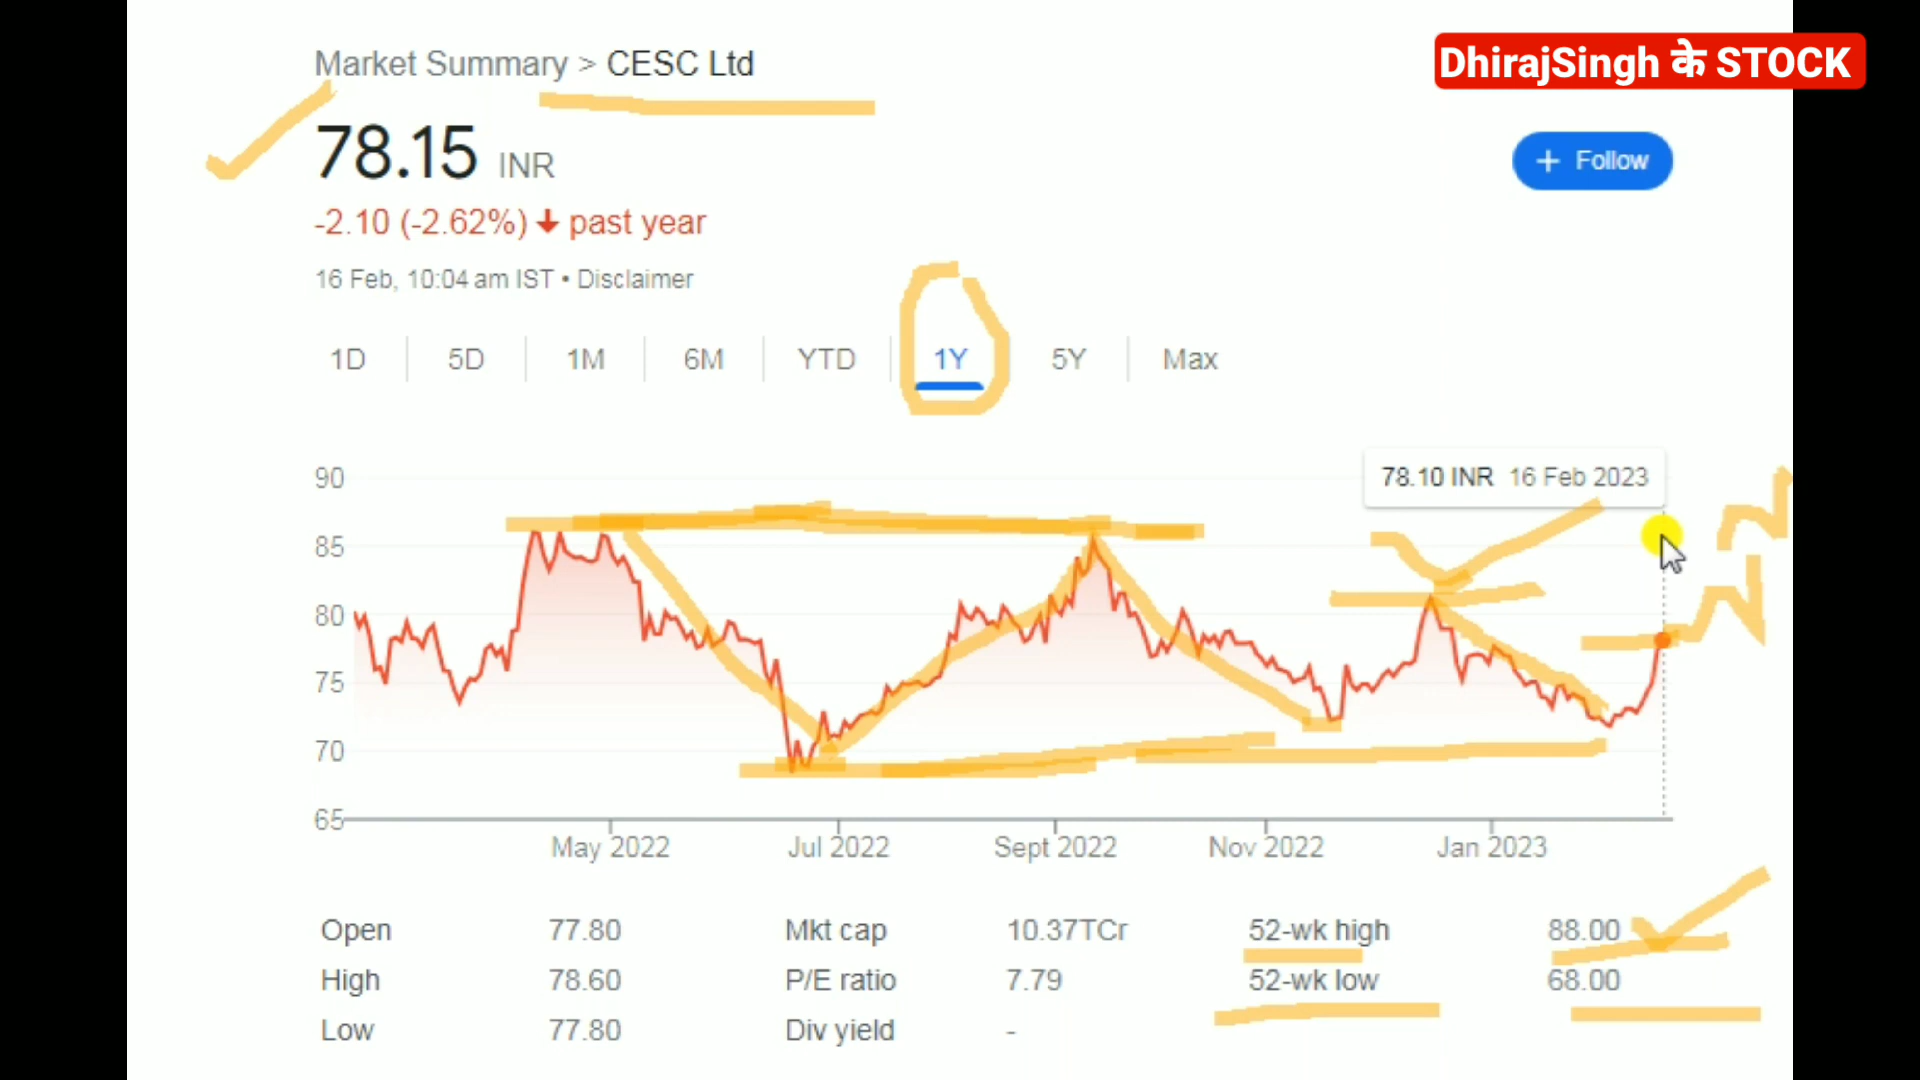 Market Summary > CESC Ltd
DhirajSingh के STOCK
78.15 INR
+ Follow
-2.10 (-2.62%) ↓ past year
16 Feb, 10:04 am IST • Disclaimer
1D 5D 1M 6M YTD 1Y 5Y Max
78.10 INR 16 Feb 2023
90
85
80
75
70
65
May 2022 Jul 2022 Sept 2022 Nov 2022 Jan 2023
Open 77.80 Mkt cap 10.37TCr 52-wk high 88.00
High 78.60 P/E ratio 7.79 52-wk low 68.00
Low 77.80 Div yield -